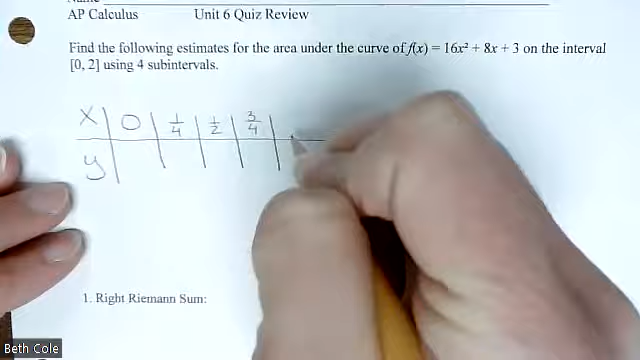 Name
AP Calculus Unit 6 Quiz Review
Find the following estimates for the area under the curve of f(x) = 16x² + 8x + 3 on the interval
[0, 2] using 4 subintervals.
X 0 1/4 1/2 3/4
y
1. Right Riemann Sum:
Beth Cole